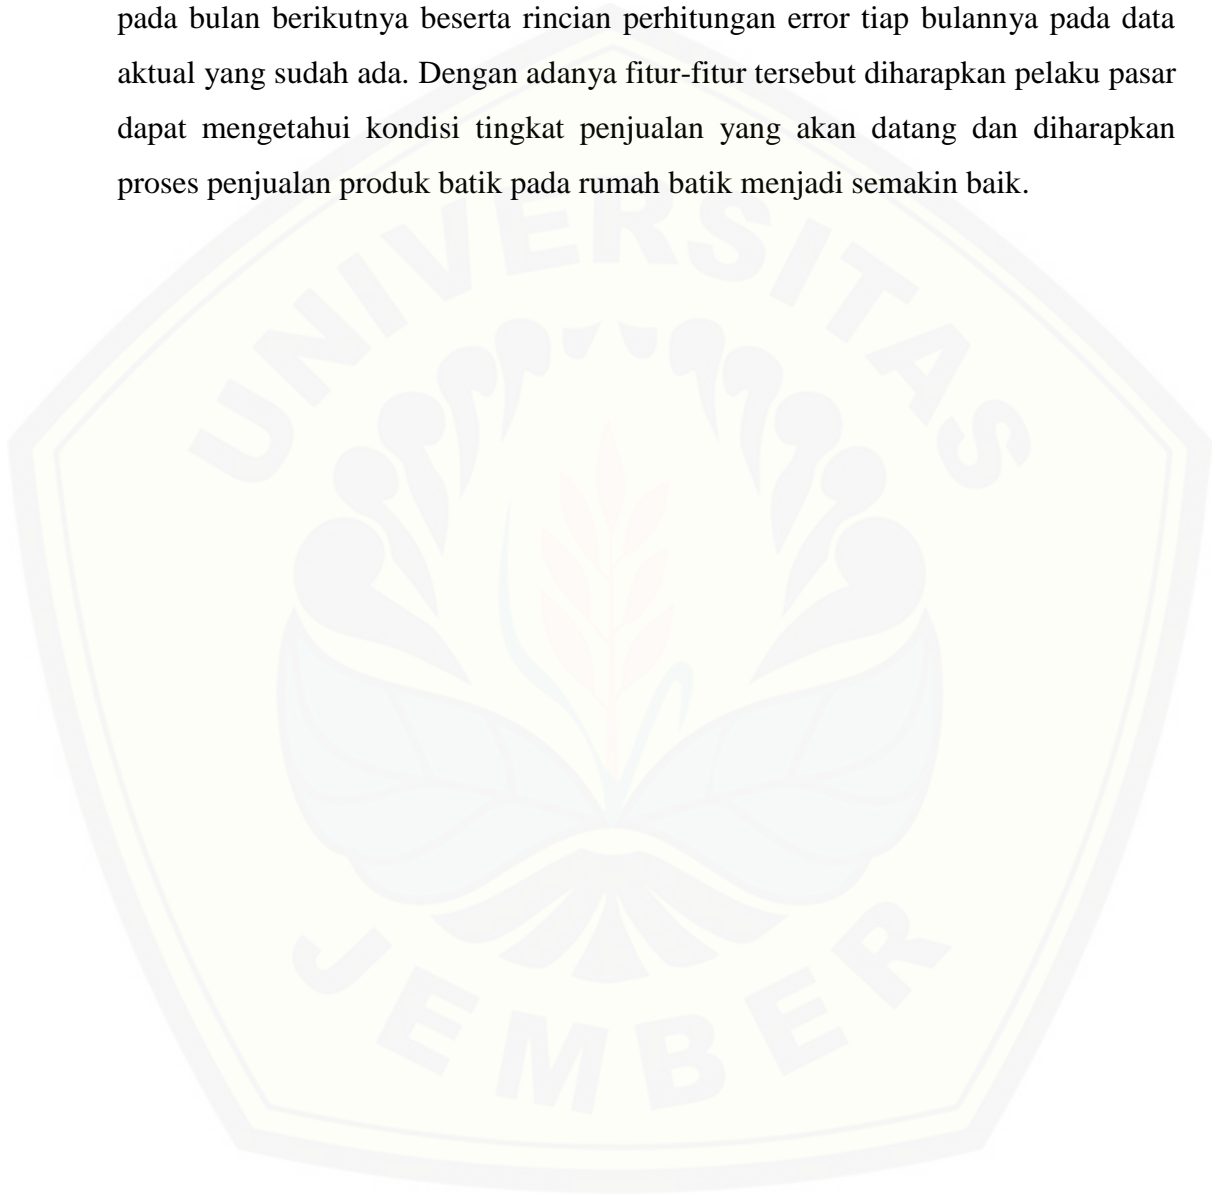 pada bulan berikutnya beserta rincian perhitungan error tiap bulannya pada data
aktual yang sudah ada. Dengan adanya fitur-fitur tersebut diharapkan pelaku pasar
dapat mengetahui kondisi tingkat penjualan yang akan datang dan diharapkan
proses penjualan produk batik pada rumah batik menjadi semakin baik.
UNIVERSITAS
JEMBER